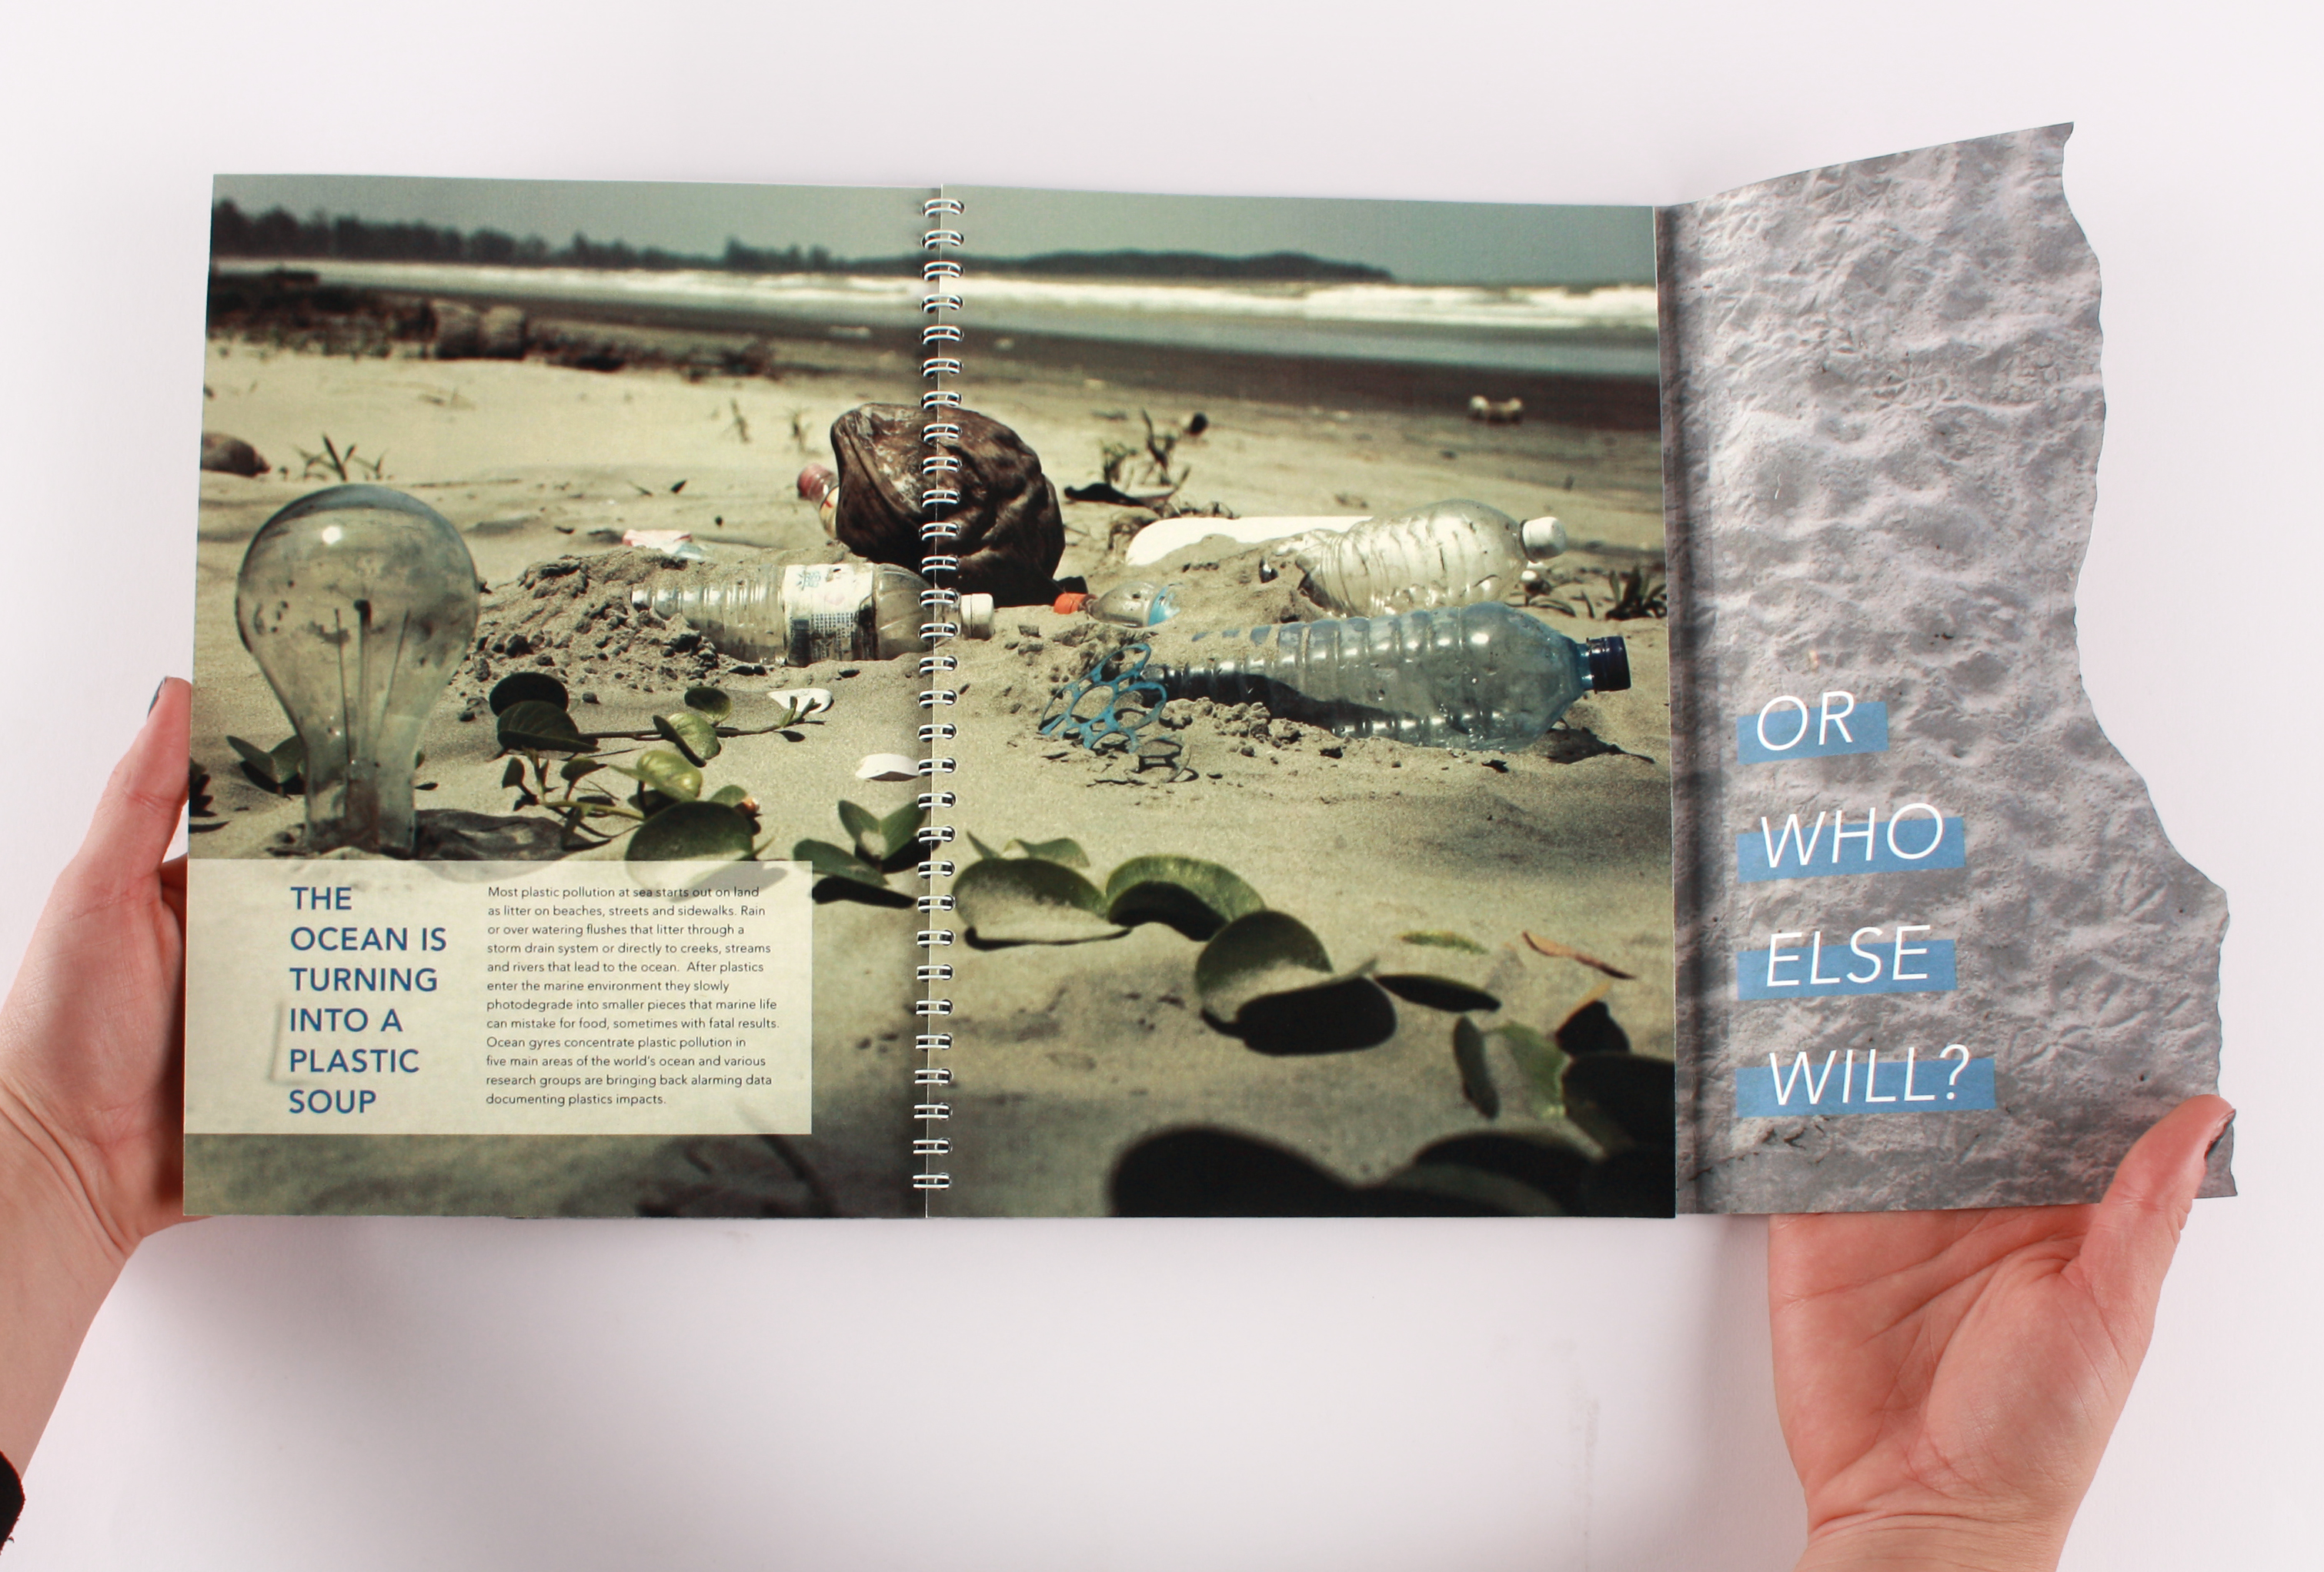 THE
OCEAN IS
TURNING
INTO A
PLASTIC
SOUP
Most plastic pollution at sea starts out on land
as litter on beaches, streets and sidewalks. Rain
or over watering flushes that litter through a
storm drain system or directly to creeks, streams
and rivers that lead to the ocean.  After plastics
enter the marine environment they slowly
photodegrade into smaller pieces that marine life
can mistake for food, sometimes with fatal results.
Ocean gyres concentrate plastic pollution in
five main areas of the world's ocean and various
research groups are bringing back alarming data
documenting plastics impacts.
OR
WHO
ELSE
WILL?